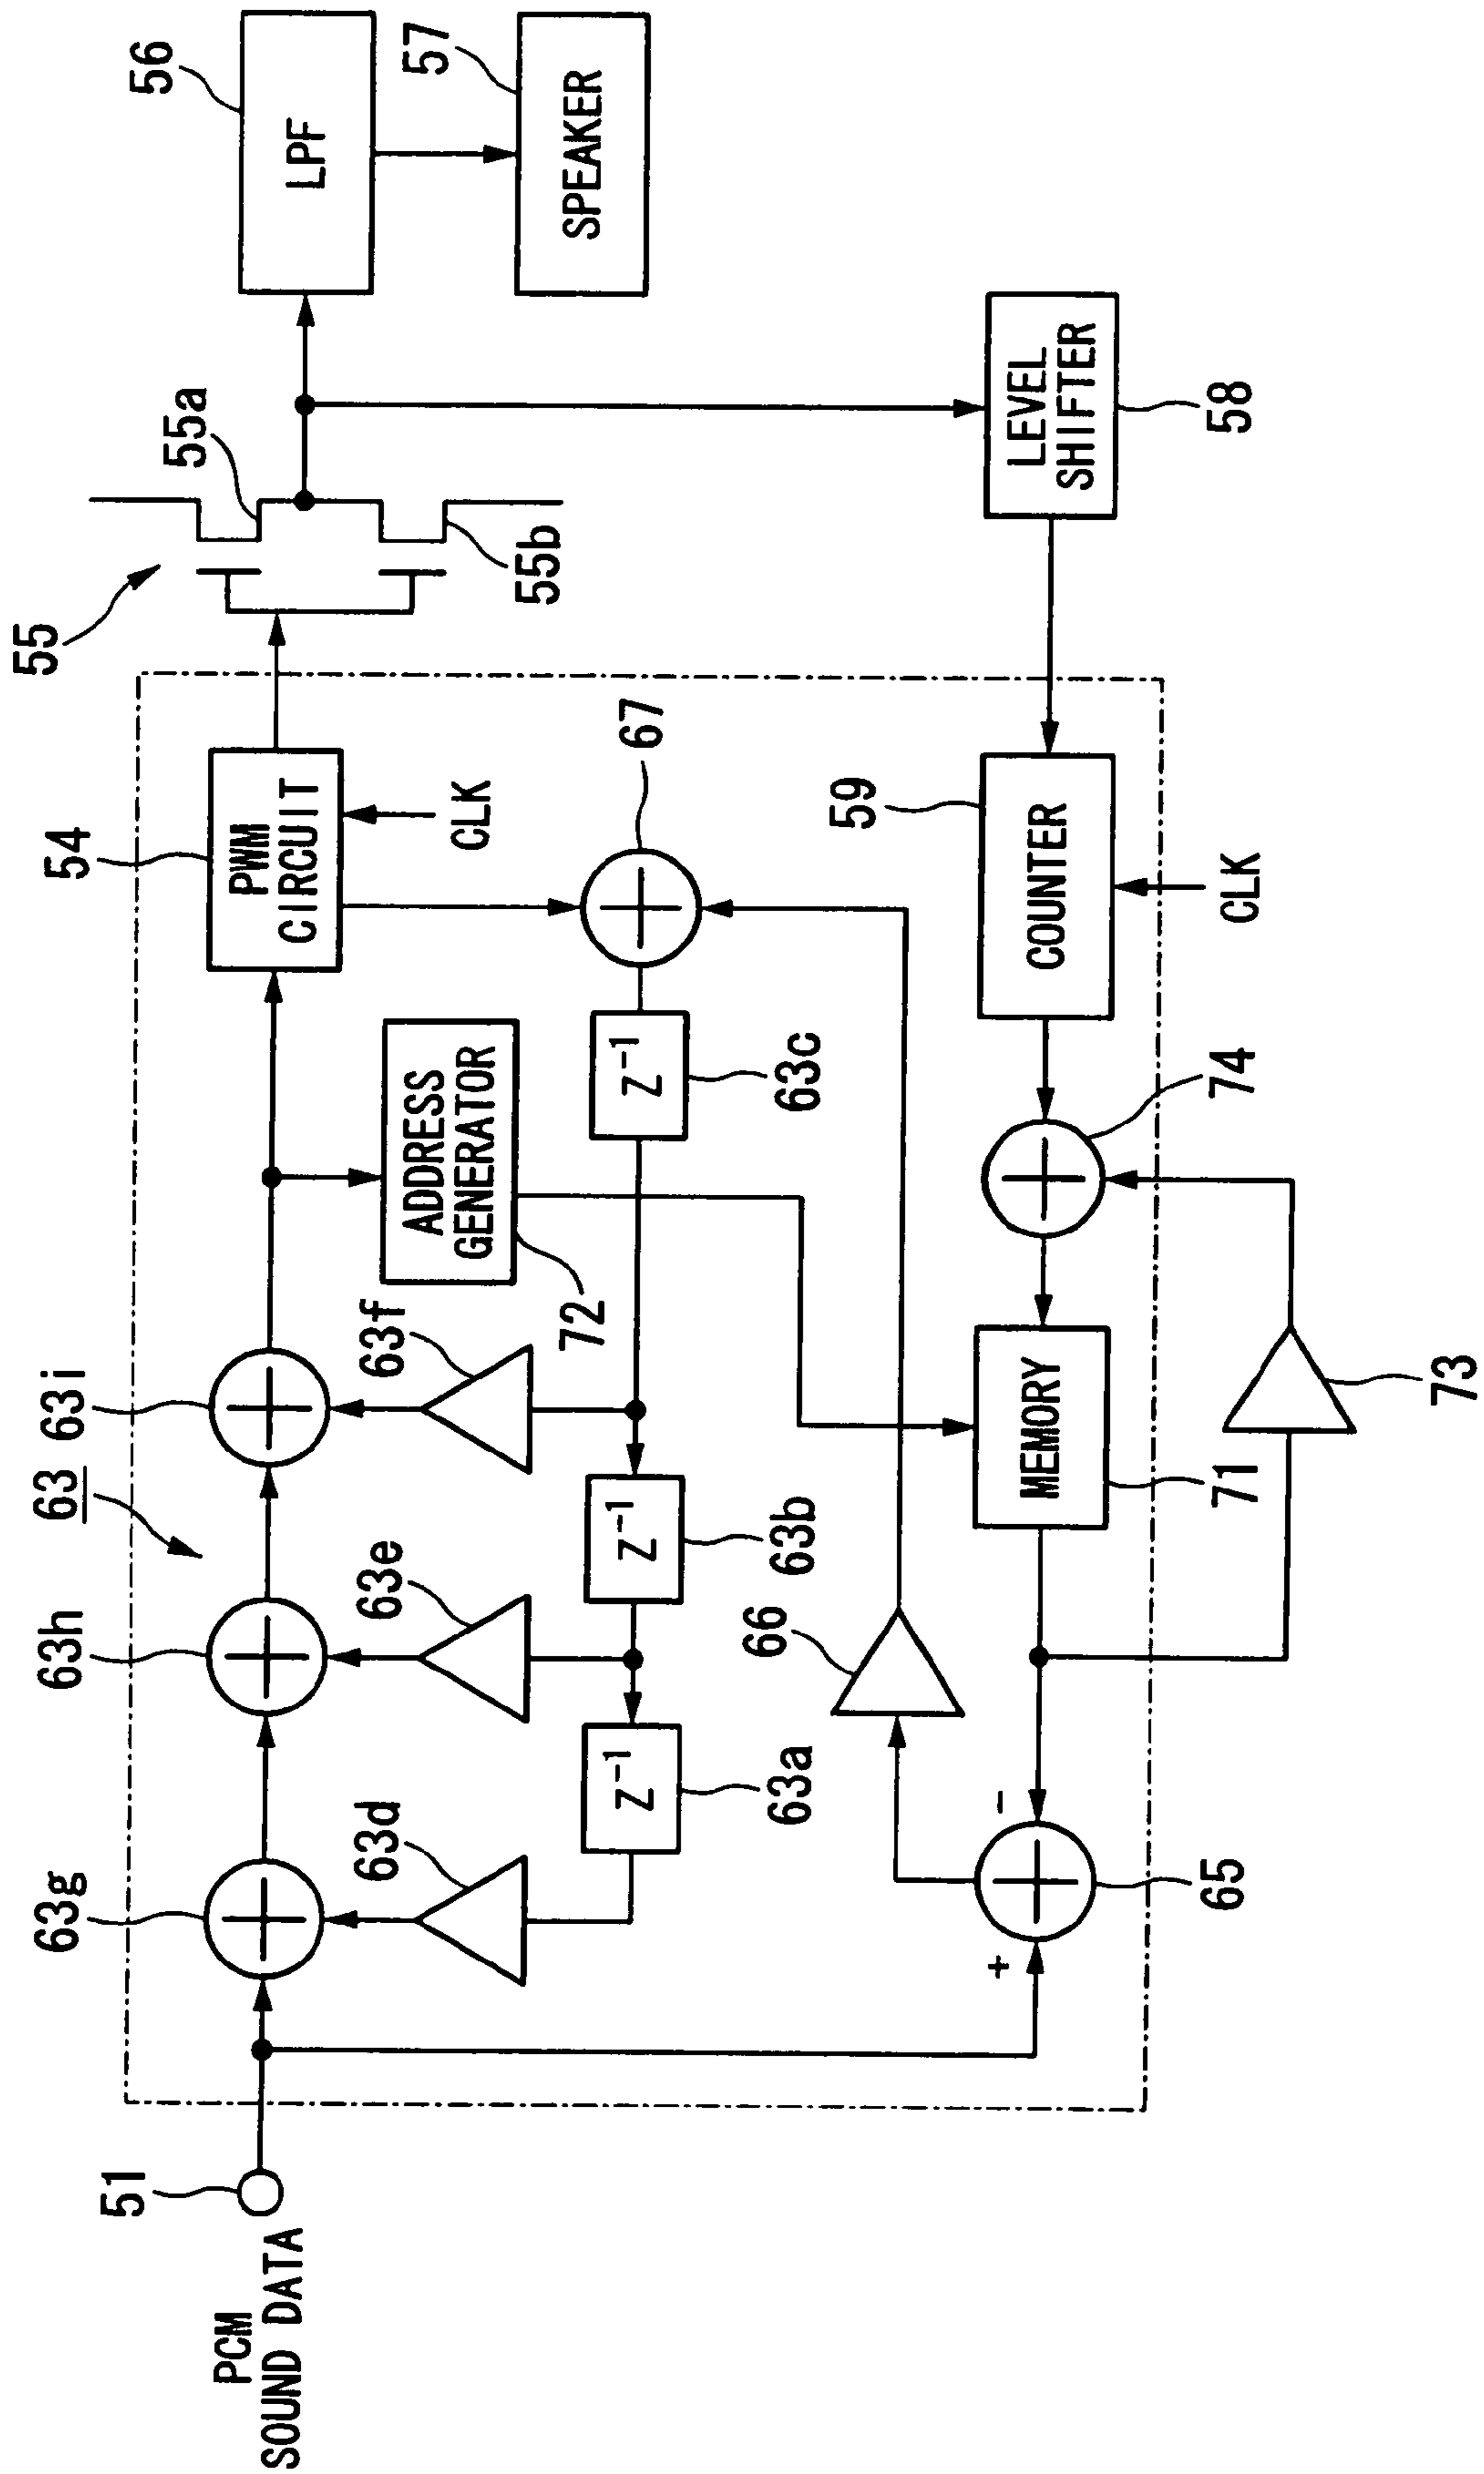 55
55a
55b
56
LPF
57
SPEAKER
54
PWM
CIRCUIT
CLK
67
63
63g
63h
63i
63d
63e
63f
ADDRESS
GENERATOR
72
Z⁻¹
63a
Z⁻¹
63b
Z⁻¹
63c
51
PCM
SOUND DATA
66
+
-
65
MEMORY
71
74
73
59
COUNTER
CLK
LEVEL
SHIFTER
58